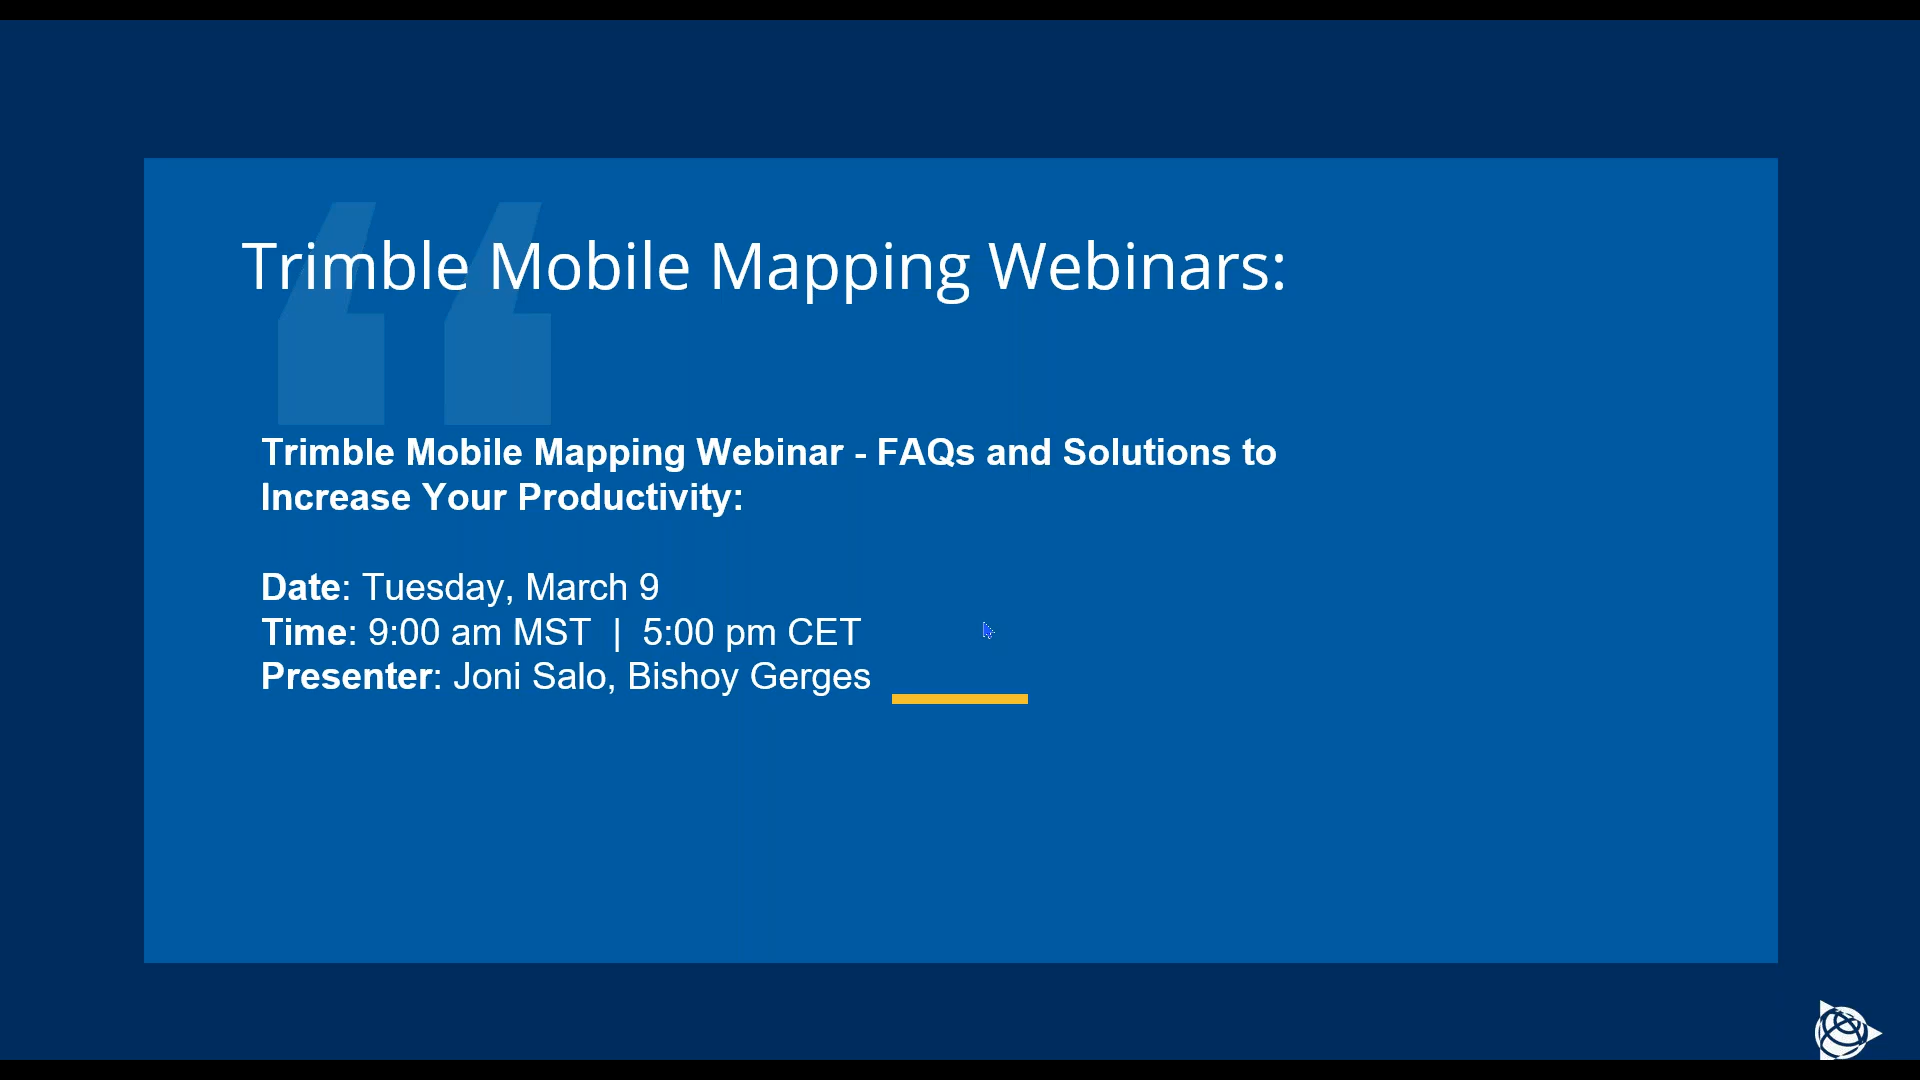 Trimble Mobile Mapping Webinars:
Trimble Mobile Mapping Webinar - FAQs and Solutions to
Increase Your Productivity:
Date: Tuesday, March 9
Time: 9:00 am MST | 5:00 pm CET
Presenter: Joni Salo, Bishoy Gerges